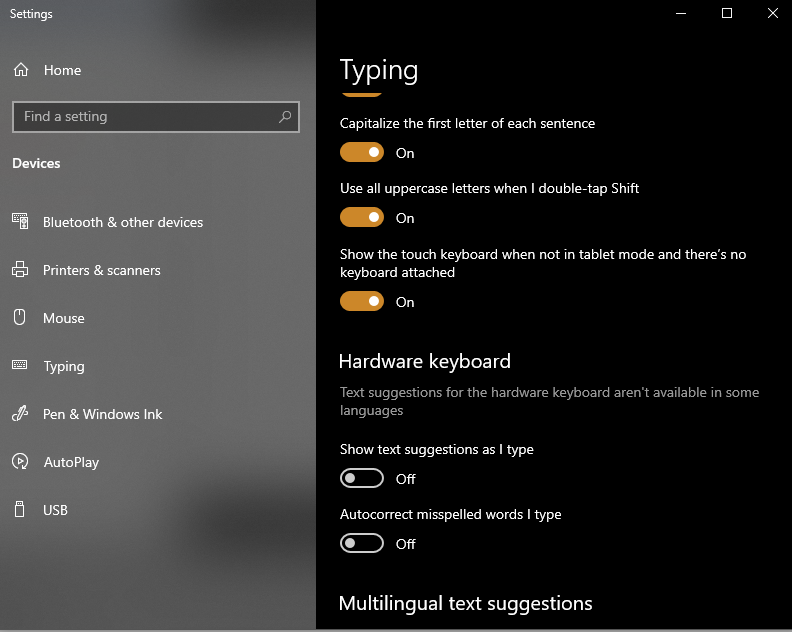 Settings
Home
Find a setting
Devices
Bluetooth & other devices
Printers & scanners
Mouse
Typing
Pen & Windows Ink
AutoPlay
USB
Typing
Capitalize the first letter of each sentence
On
Use all uppercase letters when I double-tap Shift
On
Show the touch keyboard when not in tablet mode and there’s no
keyboard attached
On
Hardware keyboard
Text suggestions for the hardware keyboard aren't available in some
languages
Show text suggestions as I type
Off
Autocorrect misspelled words I type
Off
Multilingual text suggestions